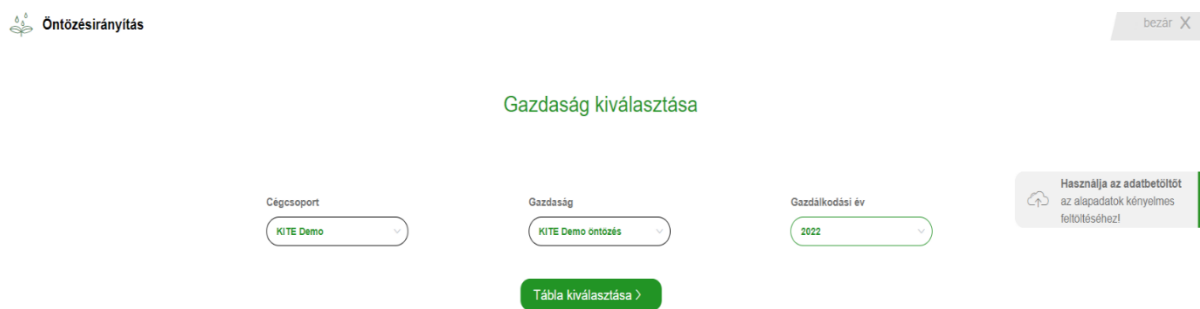 Öntözésirányítás
bezár X
Gazdaság kiválasztása
Használja az adatbetöltőt
az alapadatok kényelmes
feltöltéséhez!
Cégcsoport
Gazdaság
Gazdálkodási év
KITE Demo
KITE Demo öntözés
2022
Tábla kiválasztása >